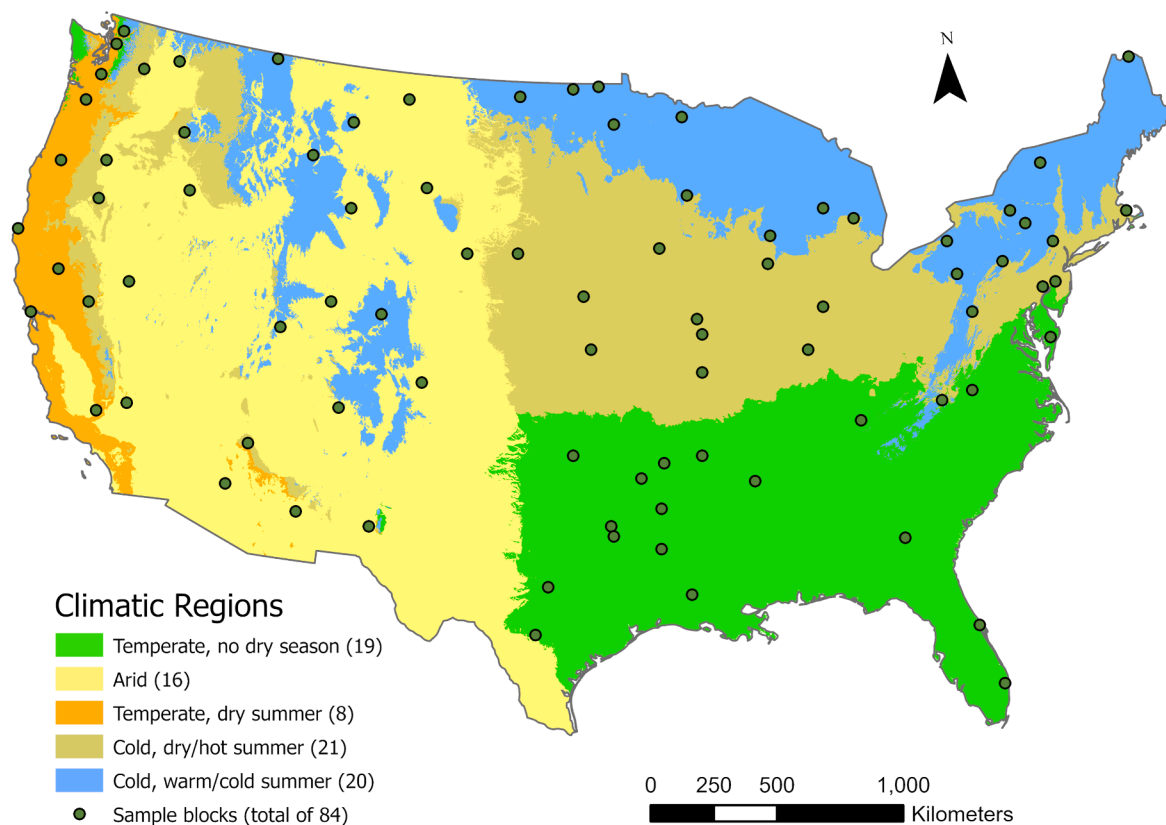 N
Climatic Regions
Temperate, no dry season (19)
Arid (16)
Temperate, dry summer (8)
Cold, dry/hot summer (21)
Cold, warm/cold summer (20)
Sample blocks (total of 84)
0 250 500 1,000
Kilometers